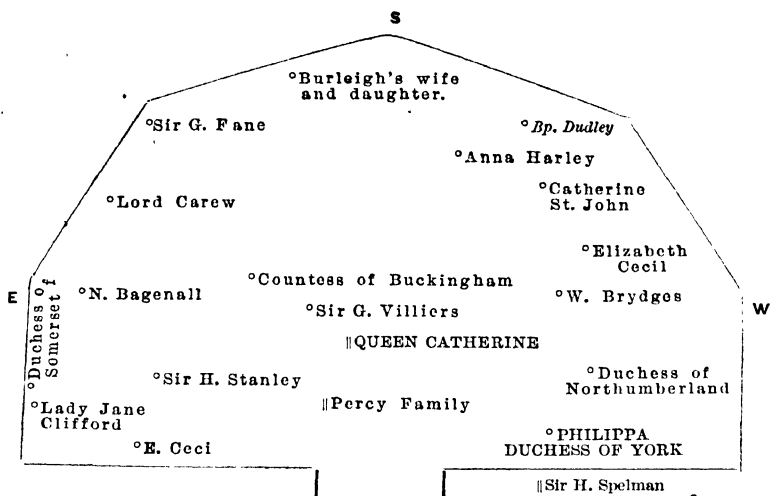 S
°Burleigh's wife
and daughter.
°Sir G. Fane
°Bp. Dudley
°Anna Harley
°Lord Carew
°Catherine
St. John
°Elizabeth
Cecil
E
°Duchess of
Somerset f
°N. Bagenall
°Countess of Buckingham
°W. Brydges
W
°Sir G. Villiers
||QUEEN CATHERINE
°Sir H. Stanley
°Duchess of
Northumberland
°Lady Jane
Clifford
||Percy Family
°E. Ceci
°PHILIPPA
DUCHESS OF YORK
||Sir H. Spelman